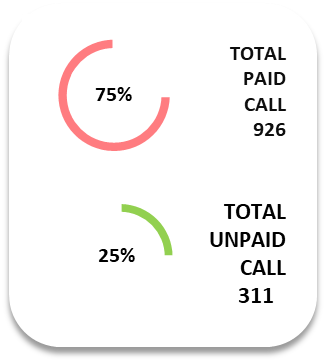 75%
TOTAL
PAID
CALL
926
25%
TOTAL
UNPAID
CALL
311